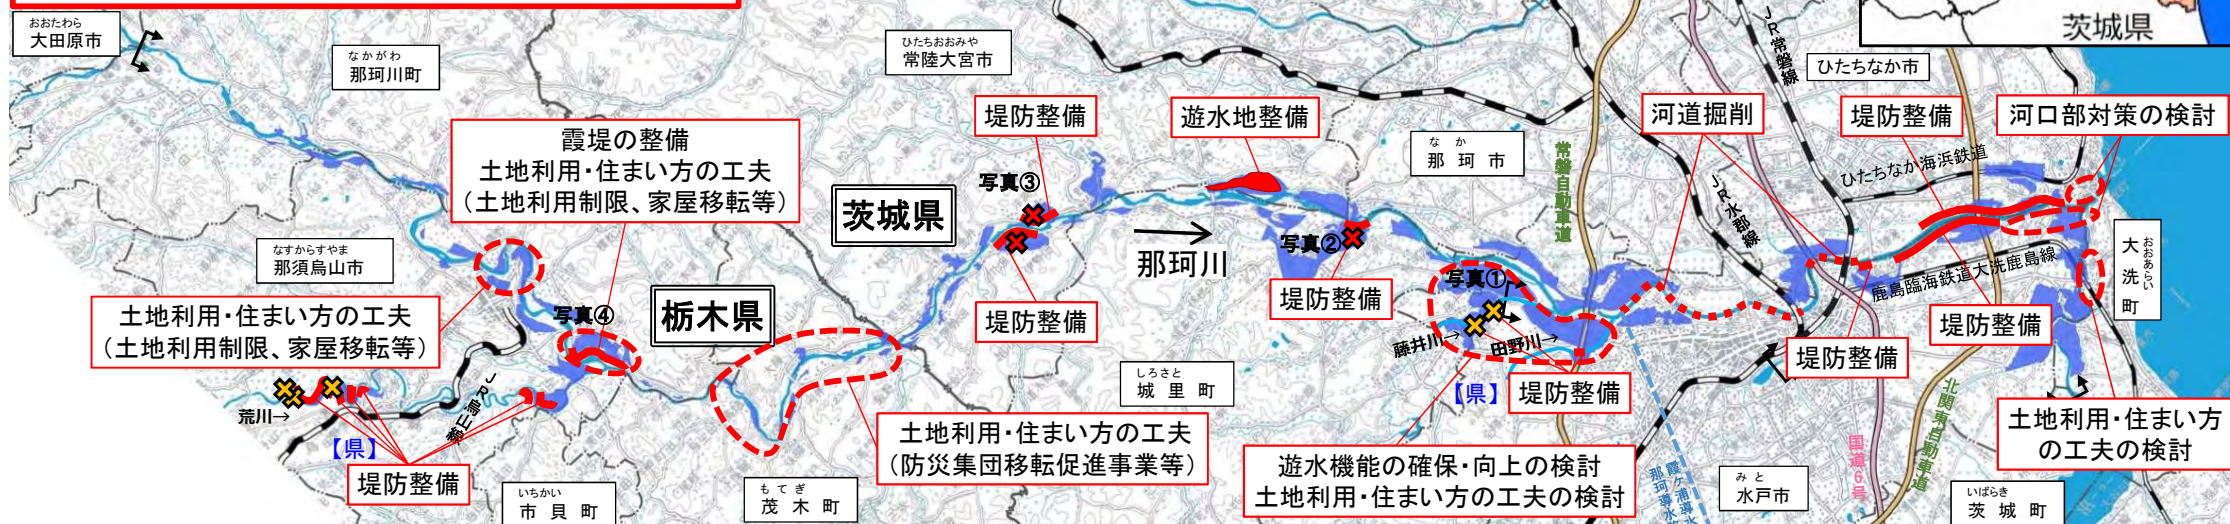 おおたわら
大田原市
なかがわ
那珂川町
ひたちおおみや
常陸大宮市
JR常磐線
茨城県
ひたちなか市
霞堤の整備
土地利用・住まい方の工夫
（土地利用制限、家屋移転等）
堤防整備
遊水地整備
なか
那珂市
常磐自動車道
河道掘削
堤防整備
河口部対策の検討
ひたちなか海浜鉄道
JR水郡線
茨城県
写真③
那珂川
写真②
写真①
なすからすやま
那須烏山市
土地利用・住まい方の工夫
（土地利用制限、家屋移転等）
写真④
栃木県
堤防整備
堤防整備
藤井川→
田野川→
【県】
堤防整備
鹿島臨海鉄道大洗鹿島線
おおあらい
大洗町
堤防整備
堤防整備
しろさと
城里町
荒川→
JR烏山線
【県】
堤防整備
いちかい
市貝町
もてぎ
茂木町
土地利用・住まい方の工夫
（防災集団移転促進事業等）
遊水機能の確保・向上の検討
土地利用・住まい方の工夫の検討
霞ヶ浦導水
那珂導水路
みと
水戸市
国道6号
北関東自動車道
土地利用・住まい方
の工夫の検討
いばらき
茨城町